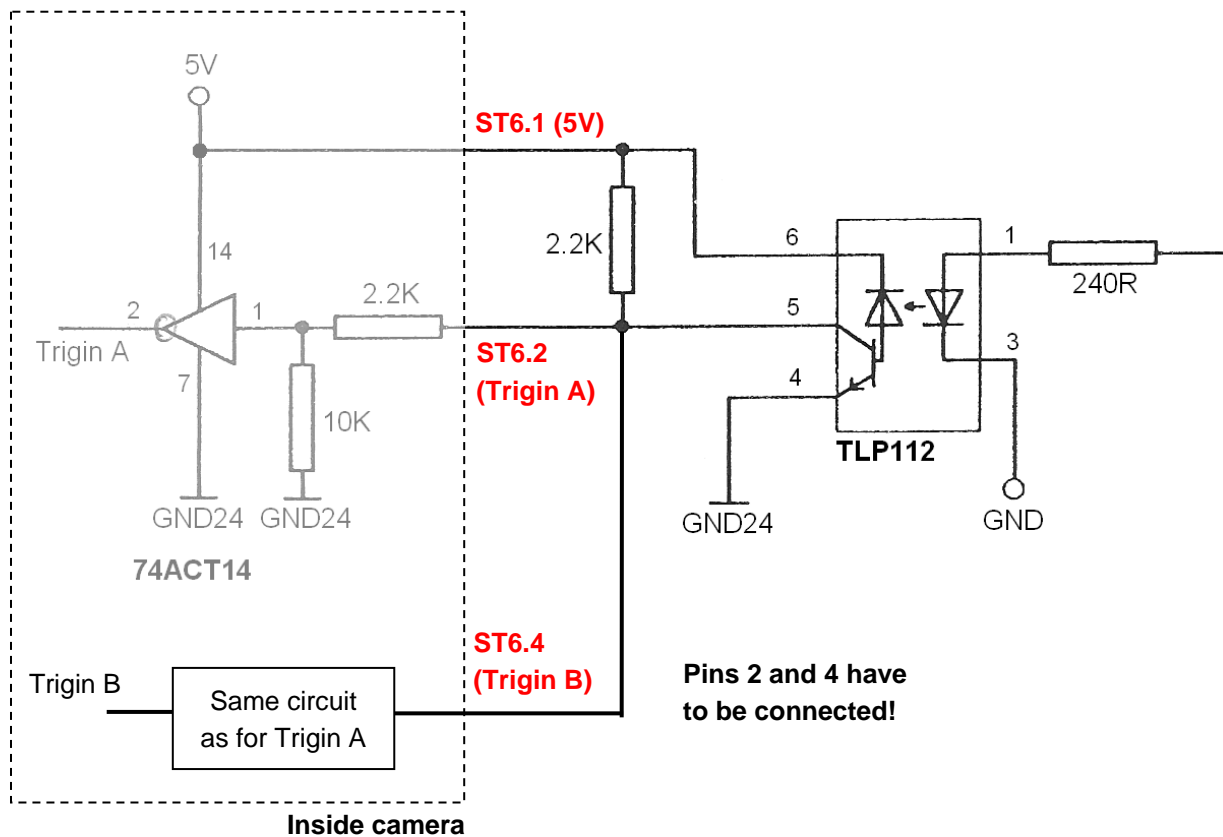 5V
ST6.1 (5V)
14
2.2K
6
1
240R
2
1
2.2K
5
Trigin A
ST6.2
(Trigin A)
3
7
10K
4
TLP112
GND24
GND24
GND24
GND
74ACT14
ST6.4
(Trigin B)
Trigin B
Same circuit
as for Trigin A
Pins 2 and 4 have
to be connected!
Inside camera